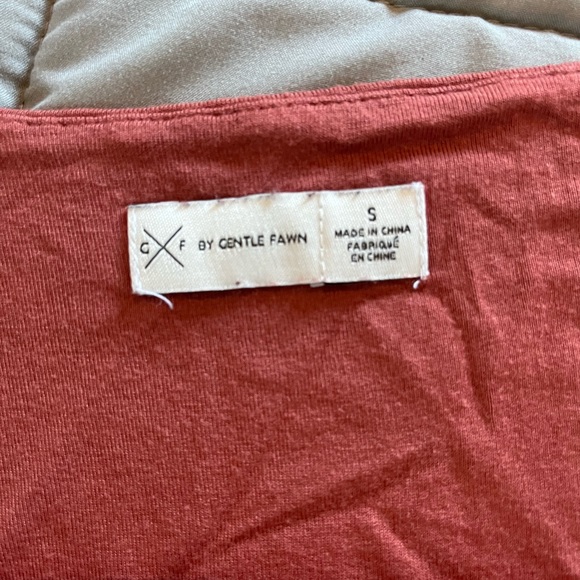 G X F BY GENTLE FAWN
S
MADE IN CHINA
FABRIQUÉ
EN CHINE